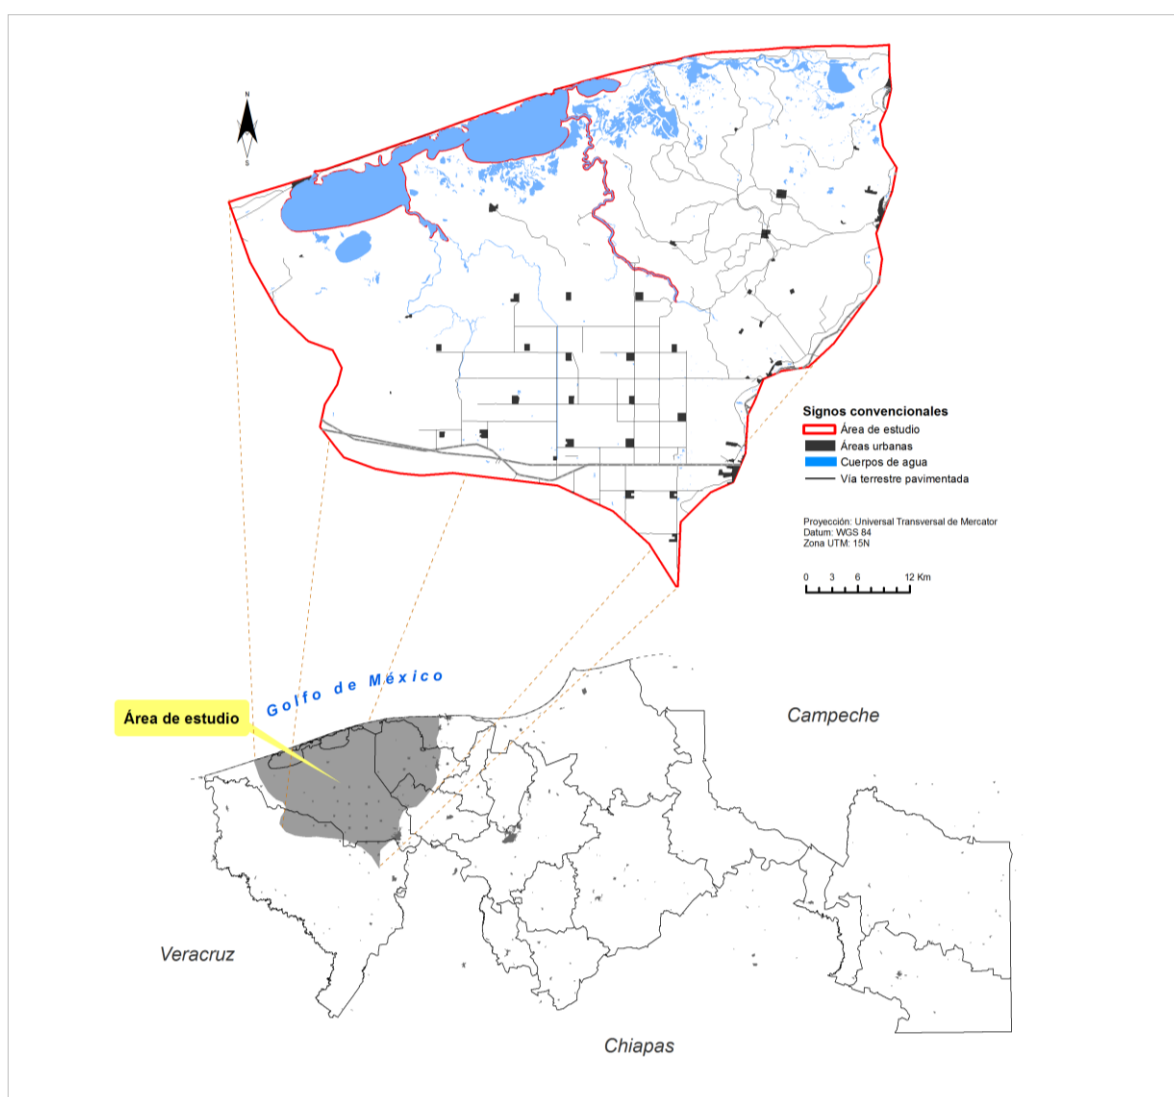 N
S
Signos convencionales
Área de estudio
Áreas urbanas
Cuerpos de agua
Vía terrestre pavimentada
Proyección: Universal Transversal de Mercator
Datum: WGS 84
Zona UTM: 15N
0 3 6 12 Km
Golfo de México
Área de estudio
Campeche
Veracruz
Chiapas